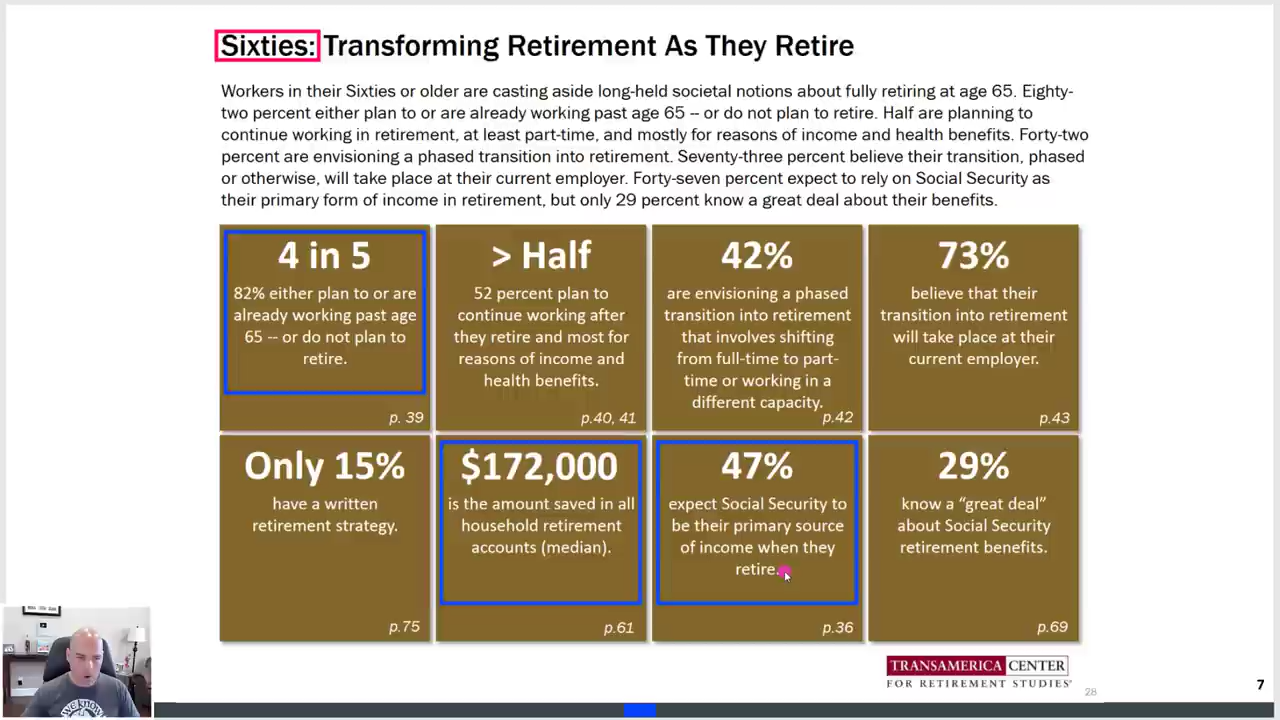 Sixties: Transforming Retirement As They Retire
Workers in their Sixties or older are casting aside long-held societal notions about fully retiring at age 65. Eighty-
two percent either plan to or are already working past age 65 -- or do not plan to retire. Half are planning to
continue working in retirement, at least part-time, and mostly for reasons of income and health benefits. Forty-two
percent are envisioning a phased transition into retirement. Seventy-three percent believe their transition, phased
or otherwise, will take place at their current employer. Forty-seven percent expect to rely on Social Security as
their primary form of income in retirement, but only 29 percent know a great deal about their benefits.
4 in 5
82% either plan to or are
already working past age
65 -- or do not plan to
retire.
p. 39
> Half
52 percent plan to
continue working after
they retire and most for
reasons of income and
health benefits.
p.40, 41
42%
are envisioning a phased
transition into retirement
that involves shifting
from full-time to part-
time or working in a
different capacity.
p.42
73%
believe that their
transition into retirement
will take place at their
current employer.
p.43
Only 15%
have a written
retirement strategy.
p.75
$172,000
is the amount saved in all
household retirement
accounts (median).
p.61
47%
expect Social Security to
be their primary source
of income when they
retire.
p.36
29%
know a “great deal”
about Social Security
retirement benefits.
p.69
TRANSAMERICA CENTER
FOR RETIREMENT STUDIES®
28
7